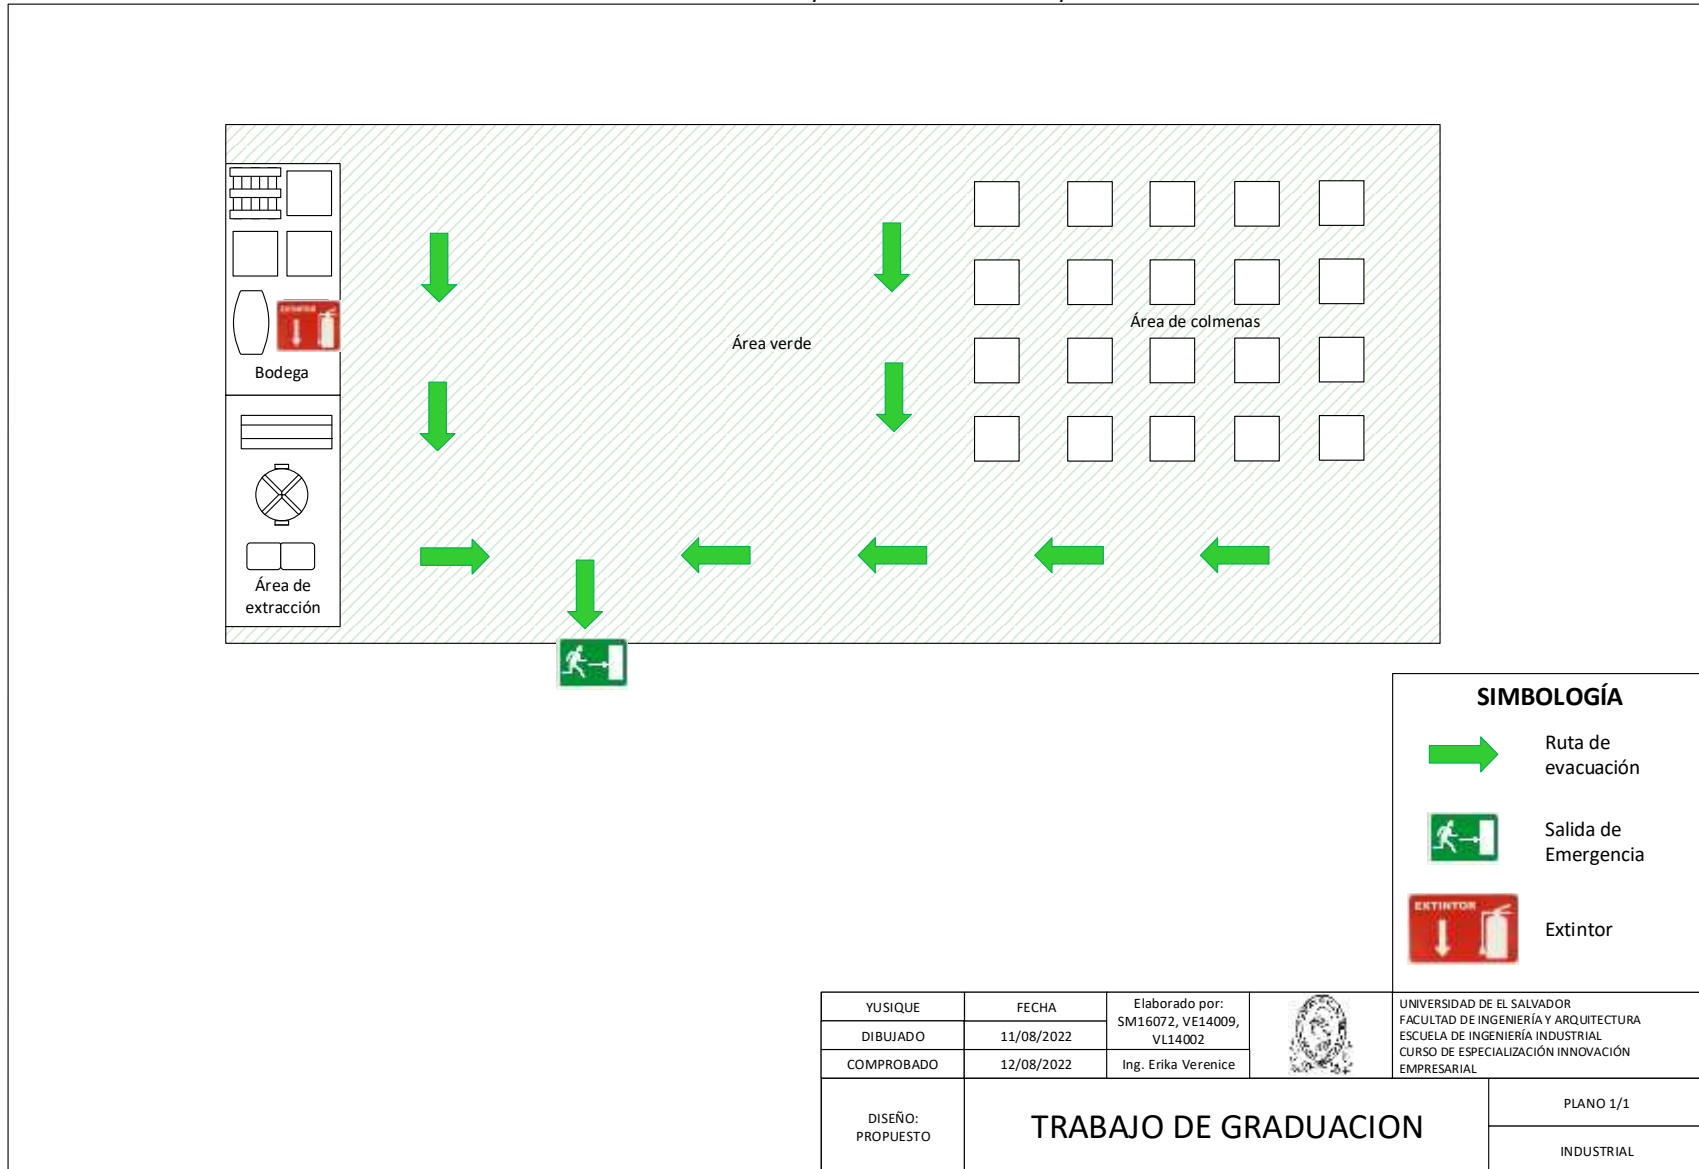 Bodega
Área de
extracción
Área verde
Área de colmenas
SIMBOLOGÍA
Ruta de
evacuación
Salida de
Emergencia
EXTINTOR
Extintor
YUSIQUE
FECHA
Elaborado por:
SM16072, VE14009,
VL14002
DIBUJADO
11/08/2022
COMPROBADO
12/08/2022
Ing. Erika Verenice
UNIVERSIDAD DE EL SALVADOR
FACULTAD DE INGENIERÍA Y ARQUITECTURA
ESCUELA DE INGENIERÍA INDUSTRIAL
CURSO DE ESPECIALIZACIÓN INNOVACIÓN
EMPRESARIAL
DISEÑO:
PROPUESTO
TRABAJO DE GRADUACION
PLANO 1/1
INDUSTRIAL